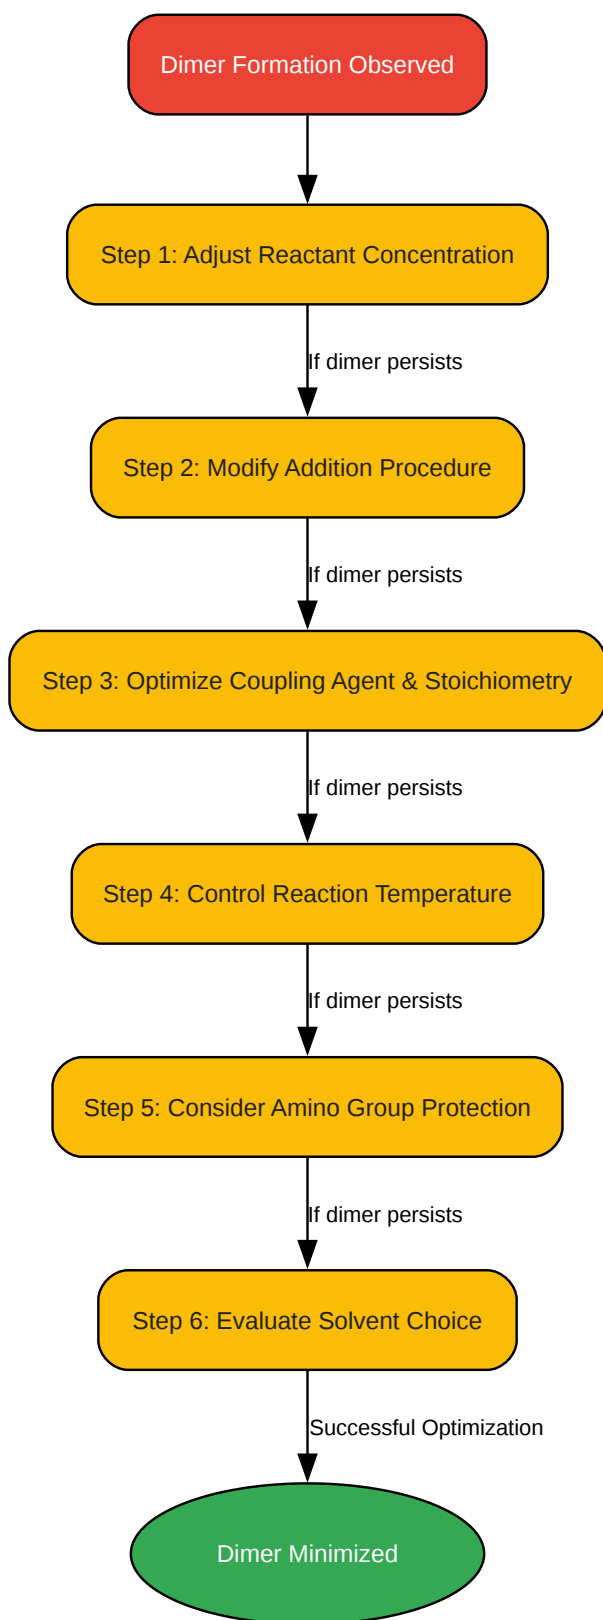 Dimer Formation Observed
Step 1: Adjust Reactant Concentration
If dimer persists
Step 2: Modify Addition Procedure
If dimer persists
Step 3: Optimize Coupling Agent & Stoichiometry
If dimer persists
Step 4: Control Reaction Temperature
If dimer persists
Step 5: Consider Amino Group Protection
If dimer persists
Step 6: Evaluate Solvent Choice
Successful Optimization
Dimer Minimized